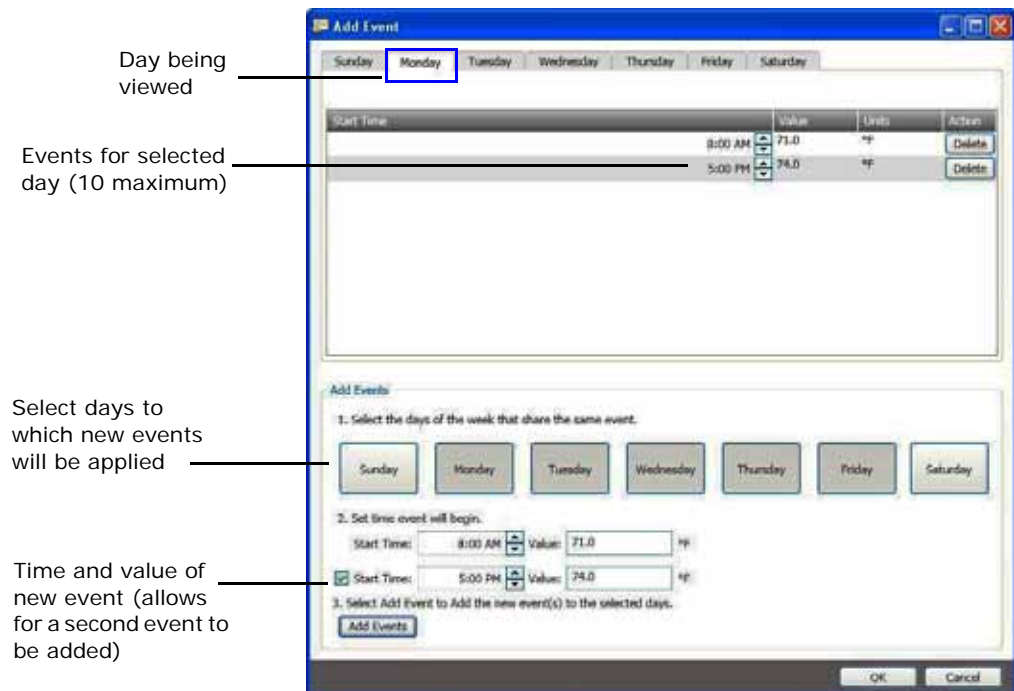 Add Event
Day being
viewed
Sunday Monday Tuesday Wednesday Thursday Friday Saturday
Start Time Value Units Action
8:00 AM 71.0 °F Delete
Events for selected
day (10 maximum)
5:00 PM 74.0 °F Delete
Add Events
1. Select the days of the week that share the same event.
Select days to
which new events
will be applied
Sunday Monday Tuesday Wednesday Thursday Friday Saturday
2. Set time event will begin.
Start Time: 8:00 AM Value: 71.0 °F
Time and value of
new event (allows
for a second event to
be added)
Start Time: 5:00 PM Value: 74.0 °F
3. Select Add Event to Add the new event(s) to the selected days.
Add Events
OK Cancel